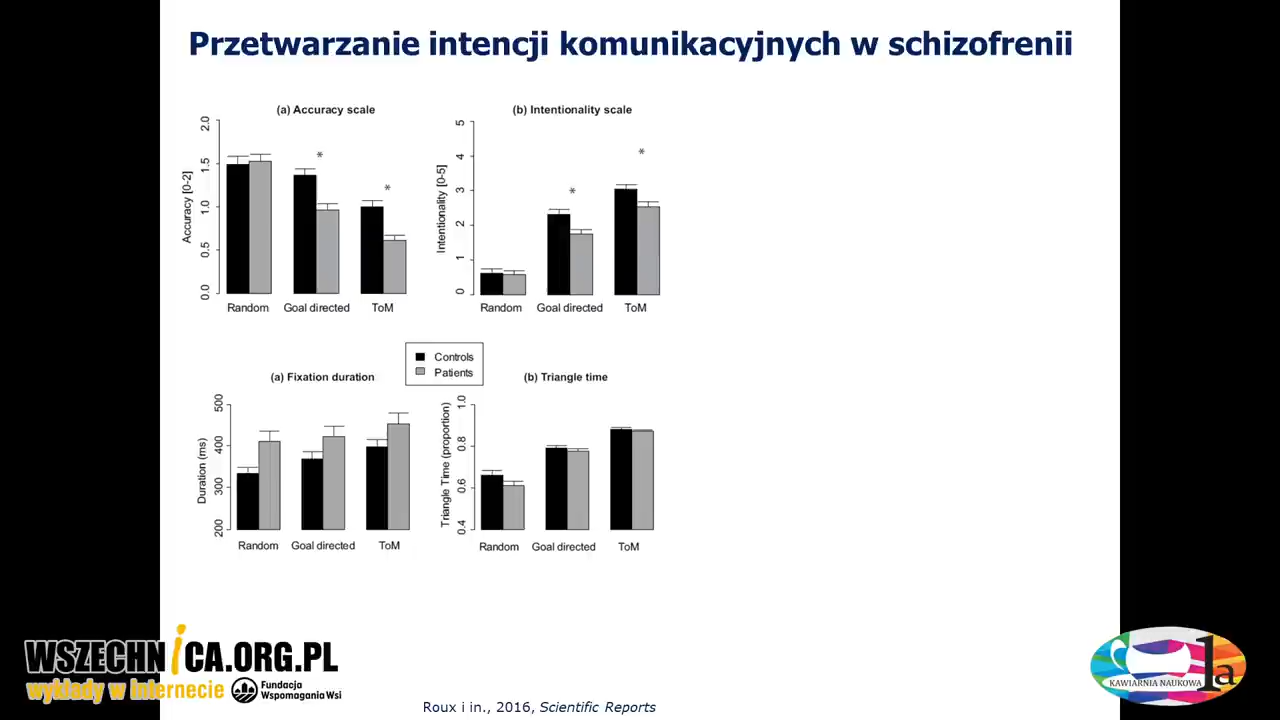 Przetwarzanie intencji komunikacyjnych w schizofrenii
(a) Accuracy scale
Accuracy [0-2]
2.0
1.5
1.0
0.5
0.0
*
*
Random
Goal directed
ToM
(b) Intentionality scale
Intentionality [0-5]
5
4
3
2
1
0
*
*
Random
Goal directed
ToM
Controls
Patients
(a) Fixation duration
Duration (ms)
500
400
300
200
Random
Goal directed
ToM
(b) Triangle time
Triangle Time (proportion)
1.0
0.8
0.6
0.4
Random
Goal directed
ToM
WSZECHNICA.ORG.PL
wykłady w internecie
Fundacja
Wspomagania Wsi
Roux i in., 2016, Scientific Reports
KAWIARNIA NAUKOWA
1a